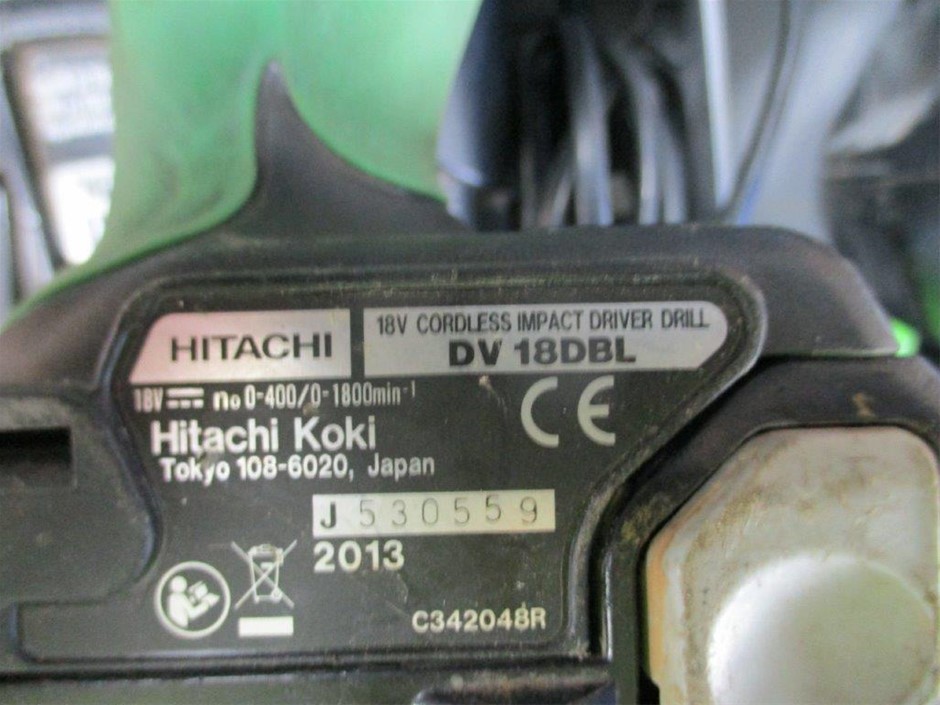 HITACHI
18V CORDLESS IMPACT DRIVER DRILL
DV 18DBL
18V ⎓ n₀ 0-400/0-1800min⁻¹
Hitachi Koki
Tokyo 108-6020, Japan
CE
J 530559
2013
C342048R